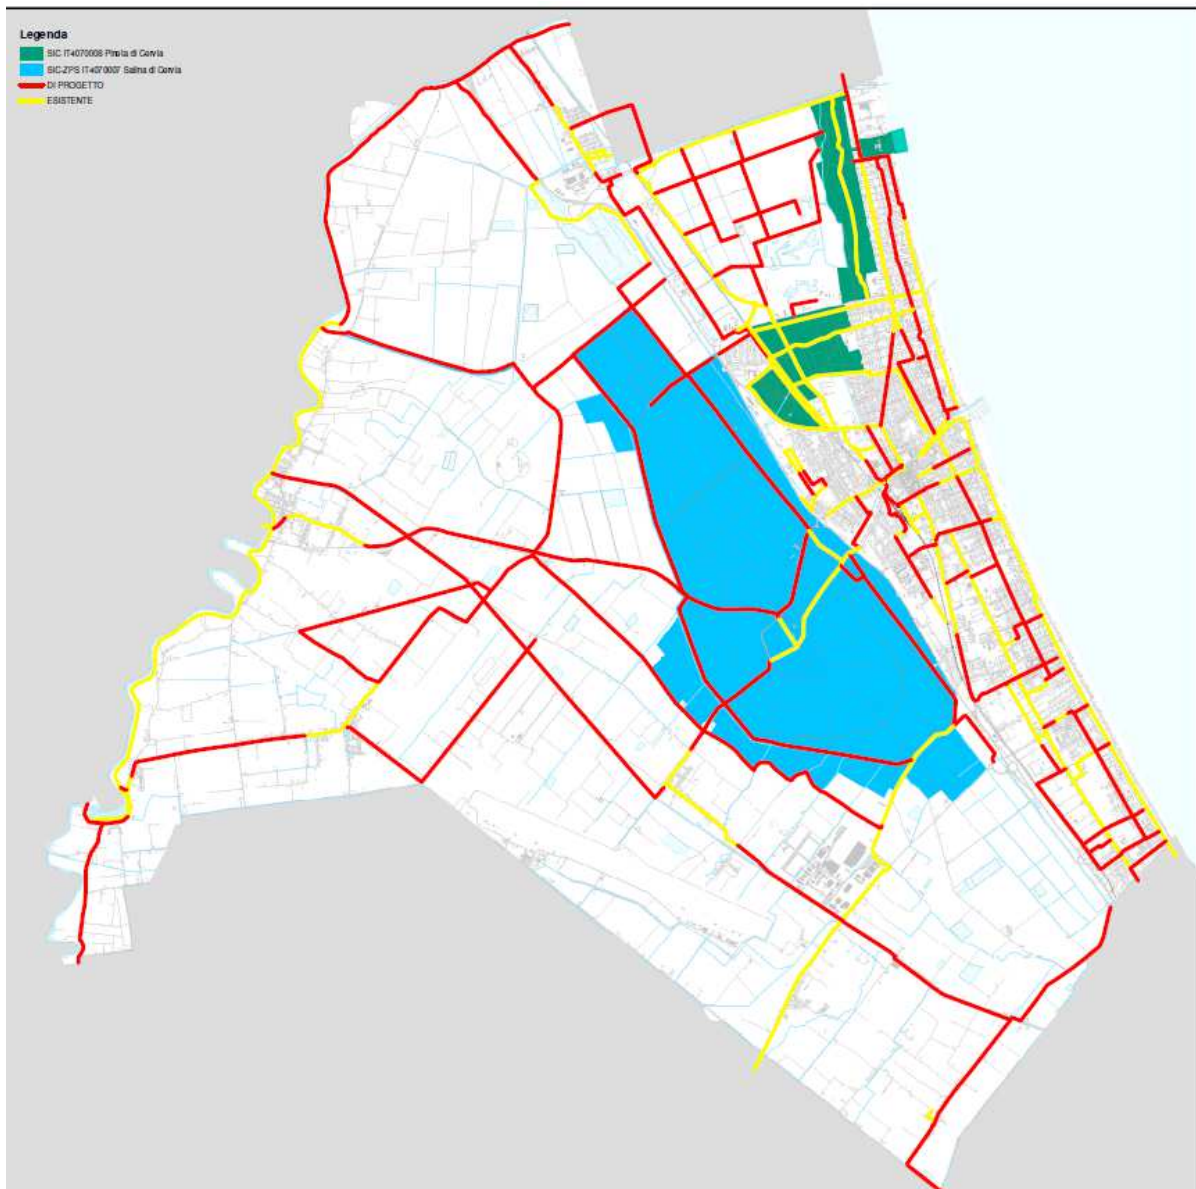 Legenda
SIC IT4070008 Pineta di Cervia
SIC-ZPS IT4070007 Salina di Cervia
DI PROGETTO
ESISTENTE